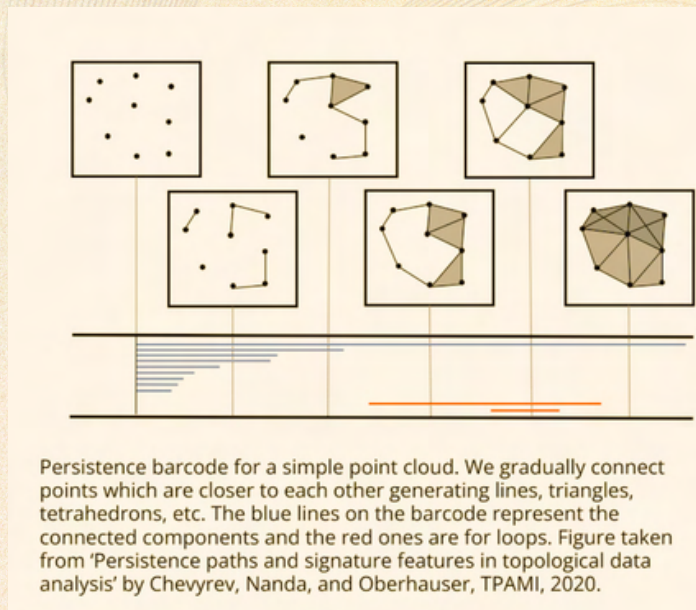 Persistence barcode for a simple point cloud. We gradually connect
points which are closer to each other generating lines, triangles,
tetrahedrons, etc. The blue lines on the barcode represent the
connected components and the red ones are for loops. Figure taken
from 'Persistence paths and signature features in topological data
analysis' by Chevyrev, Nanda, and Oberhauser, TPAMI, 2020.